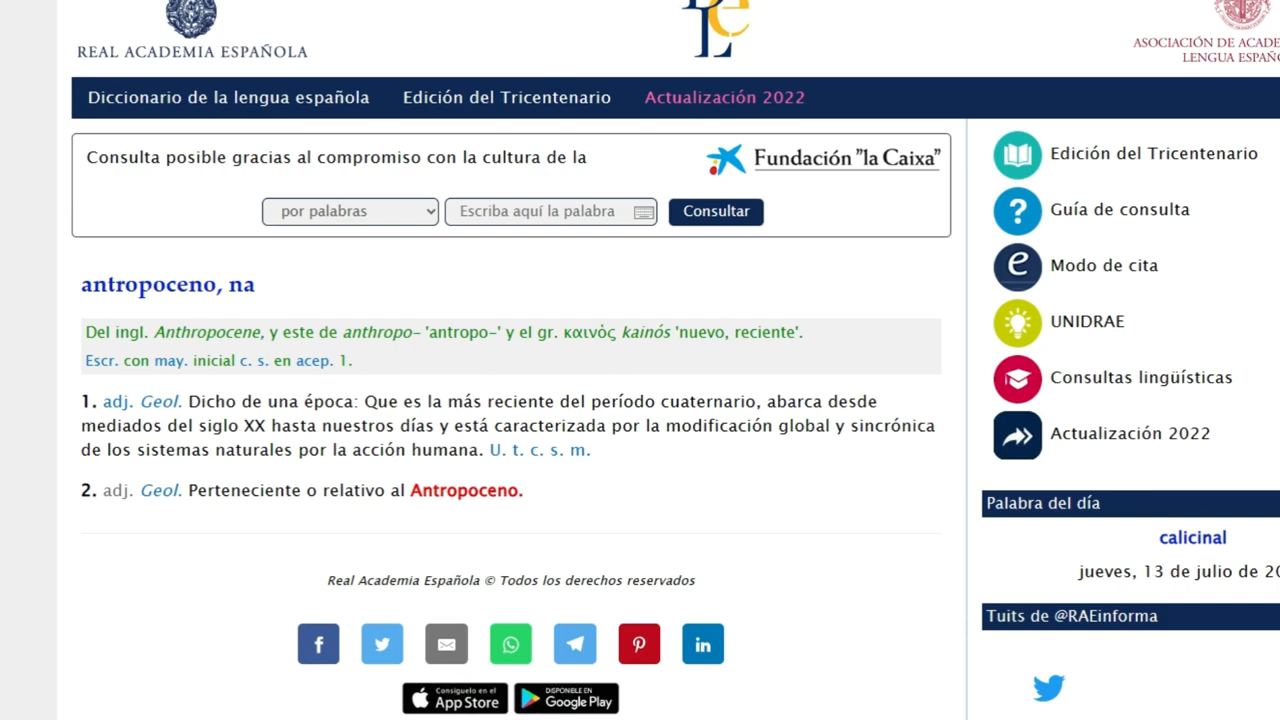 REAL ACADEMIA ESPAÑOLA
ASOCIACIÓN DE ACADE
LENGUA ESPAÑ
Diccionario de la lengua española
Edición del Tricentenario
Actualización 2022
Consulta posible gracias al compromiso con la cultura de la
Fundación "la Caixa"
por palabras
Escriba aquí la palabra
Consultar
antropoceno, na
Del ingl. Anthropocene, y este de anthropo- 'antropo-' y el gr. καινὸς kainós 'nuevo, reciente'.
Escr. con may. inicial c. s. en acep. 1.
1. adj. Geol. Dicho de una época: Que es la más reciente del período cuaternario, abarca desde
mediados del siglo XX hasta nuestros días y está caracterizada por la modificación global y sincrónica
de los sistemas naturales por la acción humana. U. t. c. s. m.
2. adj. Geol. Perteneciente o relativo al Antropoceno.
Real Academia Española © Todos los derechos reservados
Consíguelo en el
App Store
DISPONIBLE EN
Google Play
Edición del Tricentenario
Guía de consulta
Modo de cita
UNIDRAE
Consultas lingüísticas
Actualización 2022
Palabra del día
calicinal
jueves, 13 de julio de 20
Tuits de @RAEinforma